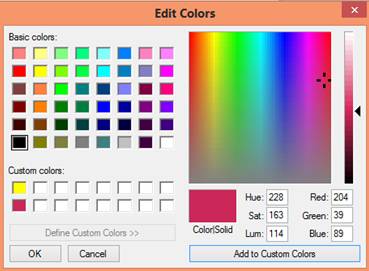 Edit Colors
Basic colors:
Custom colors:
Define Custom Colors >>
OK Cancel
Color|Solid
Hue: 228 Red: 204
Sat: 163 Green: 39
Lum: 114 Blue: 89
Add to Custom Colors